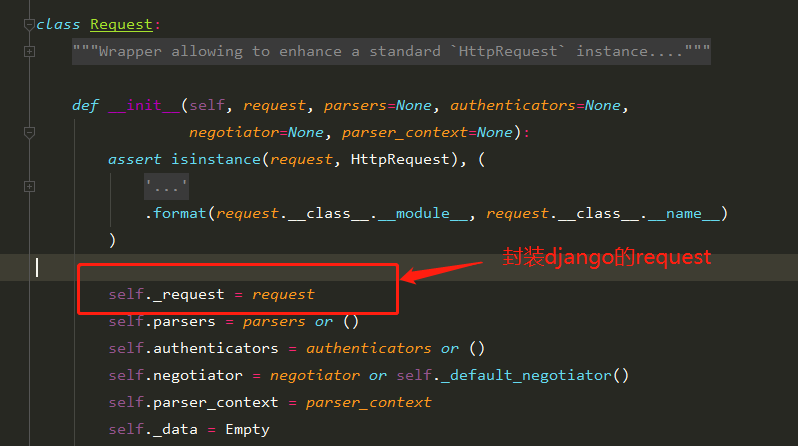 class Request:
"""Wrapper allowing to enhance a standard `HttpRequest` instance...."""
def __init__(self, request, parsers=None, authenticators=None,
negotiator=None, parser_context=None):
assert isinstance(request, HttpRequest), (
'...'
.format(request.__class__.__module__, request.__class__.__name__)
)
封装django的request
self._request = request
self.parsers = parsers or ()
self.authenticators = authenticators or ()
self.negotiator = negotiator or self._default_negotiator()
self.parser_context = parser_context
self._data = Empty